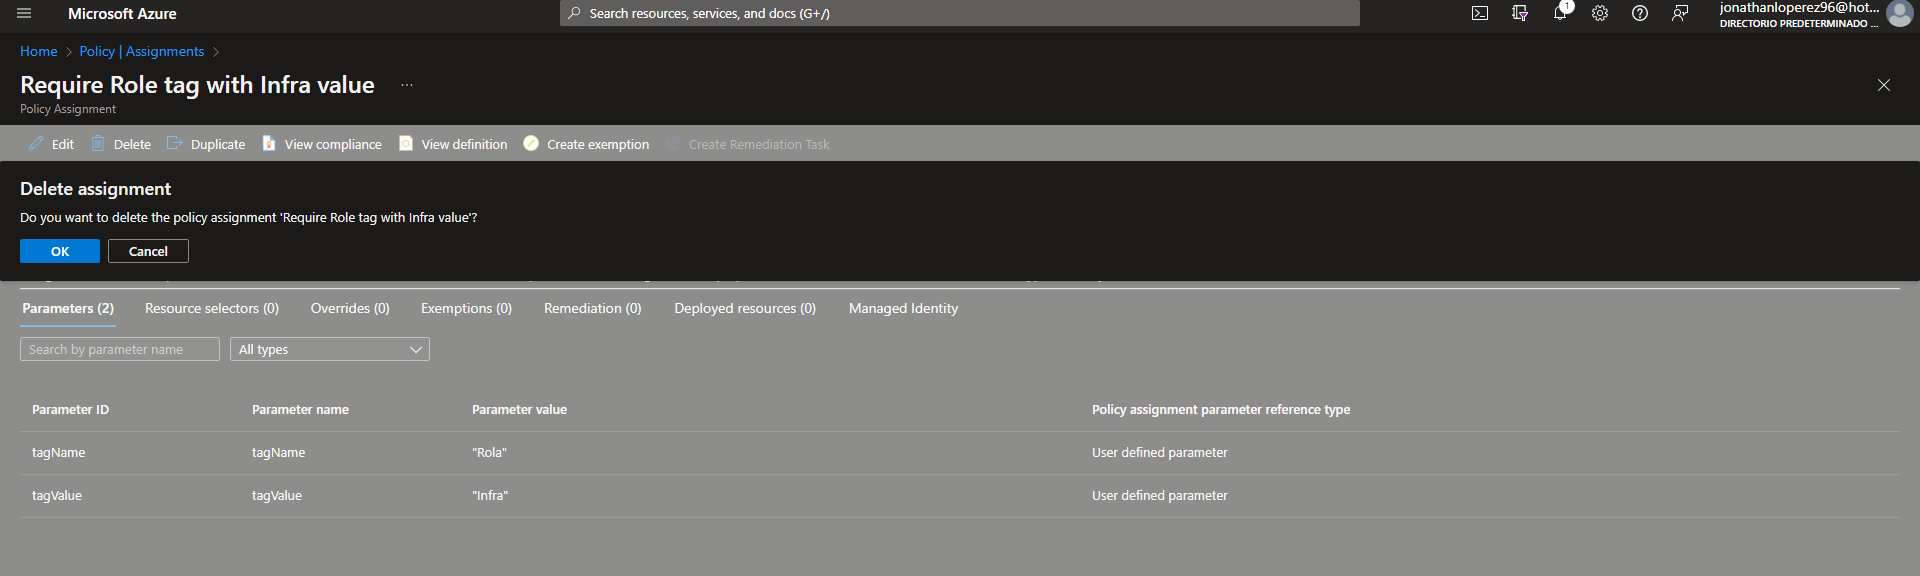 Microsoft Azure
Search resources, services, and docs (G+/)
1
jonathanloperez96@hot...
DIRECTORIO PREDETERMINADO ...
Home > Policy | Assignments >
Require Role tag with Infra value ...
Policy Assignment
Edit Delete Duplicate View compliance View definition Create exemption Create Remediation Task
Delete assignment
Do you want to delete the policy assignment 'Require Role tag with Infra value'?
OK Cancel
Parameters (2) Resource selectors (0) Overrides (0) Exemptions (0) Remediation (0) Deployed resources (0) Managed Identity
Search by parameter name All types
Parameter ID Parameter name Parameter value Policy assignment parameter reference type
tagName tagName "Rola" User defined parameter
tagValue tagValue "Infra" User defined parameter